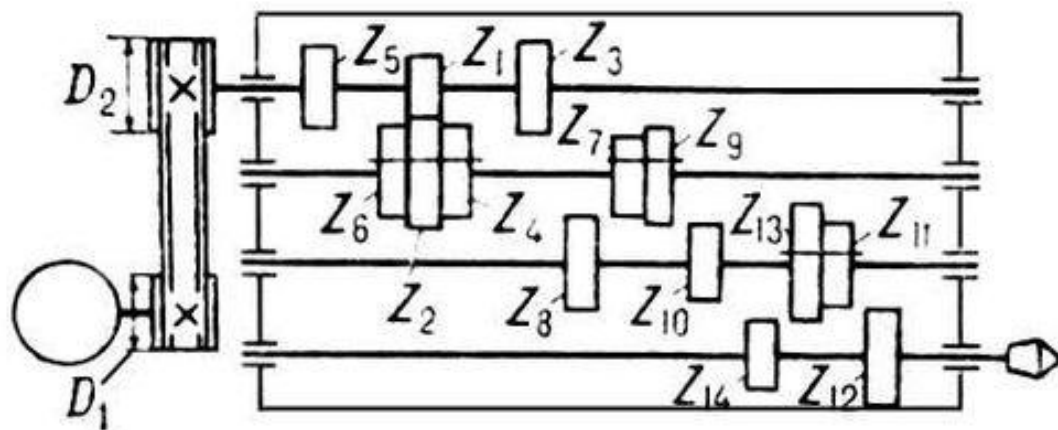 D₂
Z₅ Z₁ Z₃
Z₇ Z₉
Z₆ Z₄ Z₁₃ Z₁₁
Z₂ Z₈ Z₁₀
D₁
Z₁₄ Z₁₂